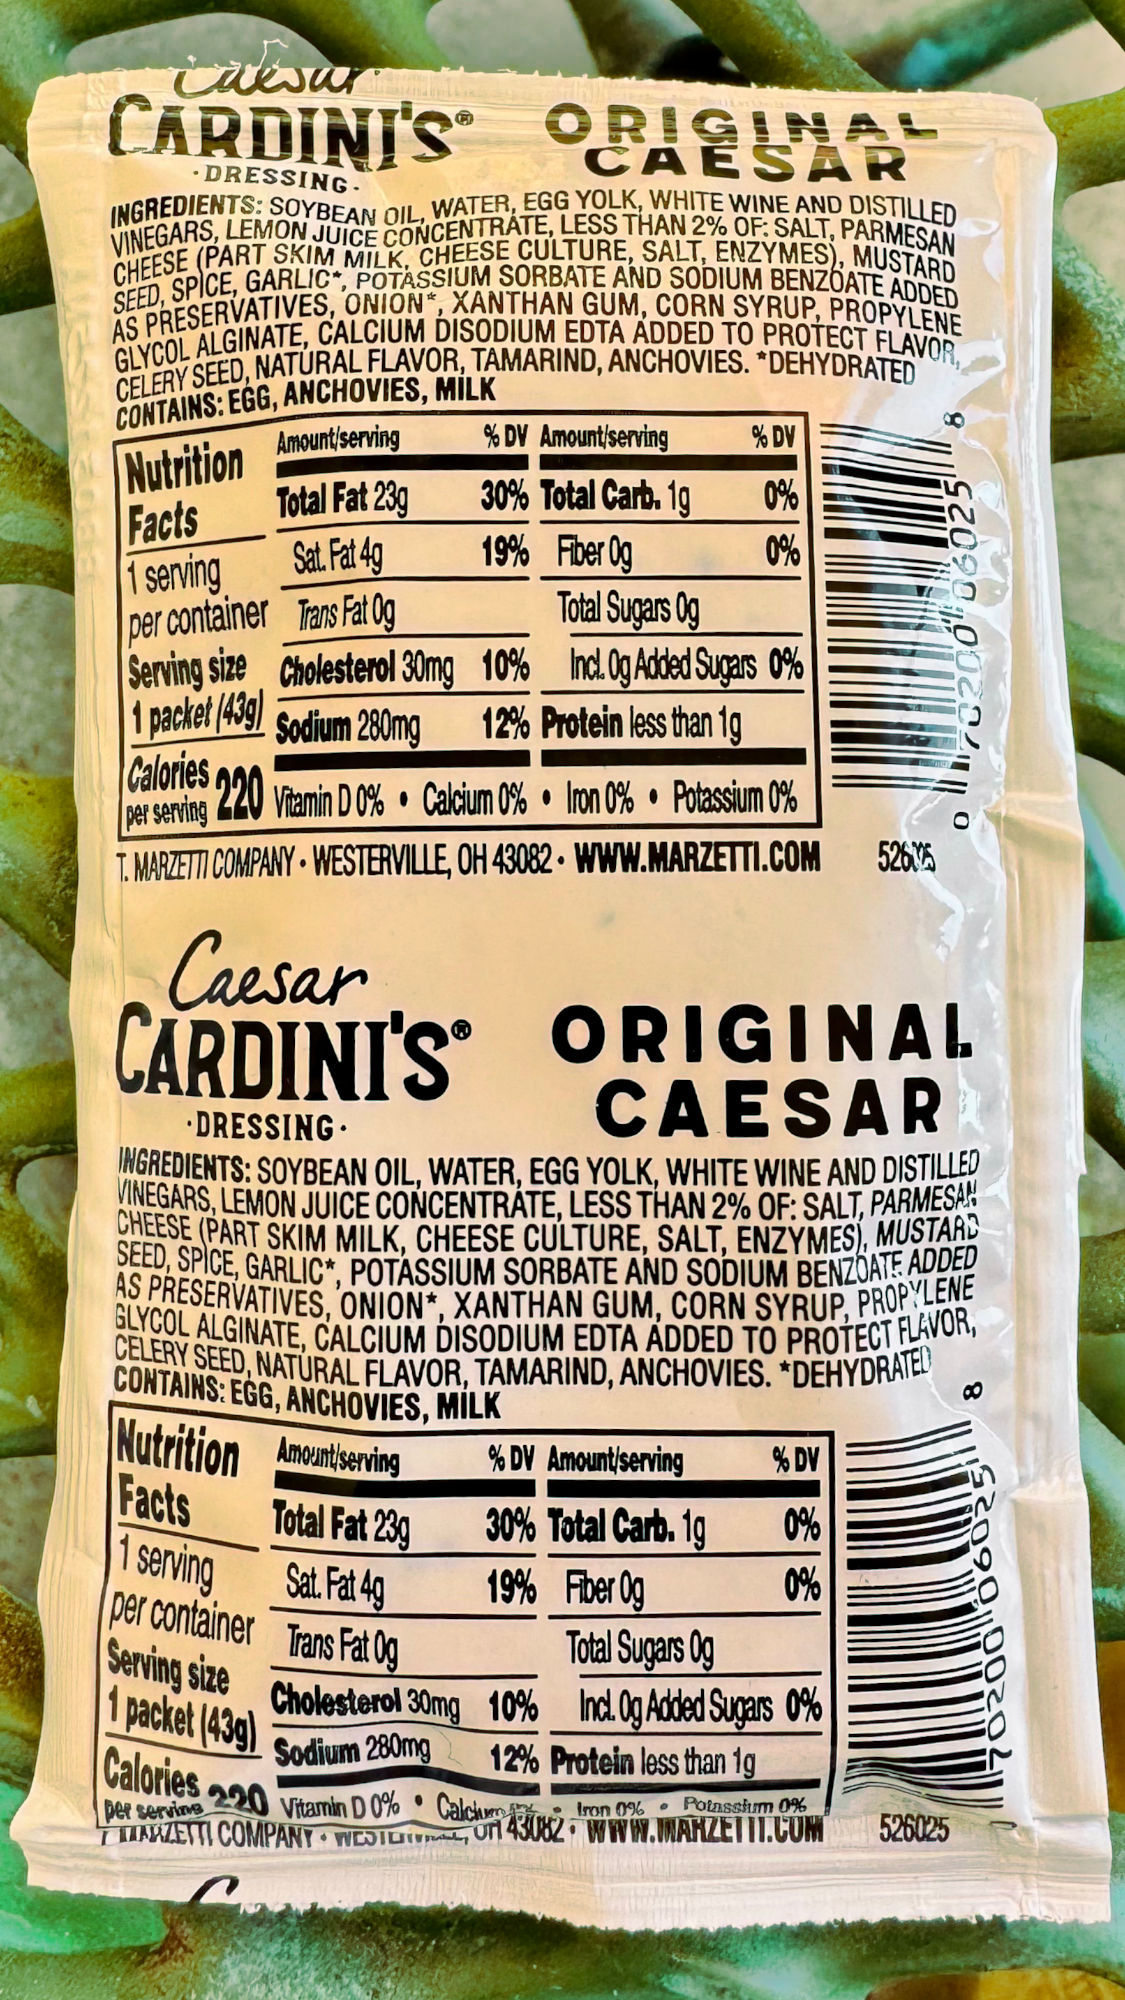 Caesar
CARDINI'S®
ORIGINAL
CAESAR
·DRESSING·
INGREDIENTS: SOYBEAN OIL, WATER, EGG YOLK, WHITE WINE AND DISTILLED
VINEGARS, LEMON JUICE CONCENTRATE, LESS THAN 2% OF: SALT, PARMESAN
CHEESE (PART SKIM MILK, CHEESE CULTURE, SALT, ENZYMES), MUSTARD
SEED, SPICE, GARLIC*, POTASSIUM SORBATE AND SODIUM BENZOATE ADDED
AS PRESERVATIVES, ONION*, XANTHAN GUM, CORN SYRUP, PROPYLENE
GLYCOL ALGINATE, CALCIUM DISODIUM EDTA ADDED TO PROTECT FLAVOR,
CELERY SEED, NATURAL FLAVOR, TAMARIND, ANCHOVIES. *DEHYDRATED
CONTAINS: EGG, ANCHOVIES, MILK
Nutrition
Facts
1 serving
per container
Serving size
1 packet (43g)
Calories
per serving 220
Amount/serving % DV Amount/serving % DV
Total Fat 23g 30% Total Carb. 1g 0%
Sat. Fat 4g 19% Fiber 0g 0%
Trans Fat 0g Total Sugars 0g
Cholesterol 30mg 10% Incl. 0g Added Sugars 0%
Sodium 280mg 12% Protein less than 1g
Vitamin D 0% • Calcium 0% • Iron 0% • Potassium 0%
0 70200 06025 8
T. MARZETTI COMPANY • WESTERVILLE, OH 43082 • WWW.MARZETTI.COM 526025
Caesar
CARDINI'S®
ORIGINAL
CAESAR
·DRESSING·
INGREDIENTS: SOYBEAN OIL, WATER, EGG YOLK, WHITE WINE AND DISTILLED
VINEGARS, LEMON JUICE CONCENTRATE, LESS THAN 2% OF: SALT, PARMESAN
CHEESE (PART SKIM MILK, CHEESE CULTURE, SALT, ENZYMES), MUSTARD
SEED, SPICE, GARLIC*, POTASSIUM SORBATE AND SODIUM BENZOATE ADDED
AS PRESERVATIVES, ONION*, XANTHAN GUM, CORN SYRUP, PROPYLENE
GLYCOL ALGINATE, CALCIUM DISODIUM EDTA ADDED TO PROTECT FLAVOR,
CELERY SEED, NATURAL FLAVOR, TAMARIND, ANCHOVIES. *DEHYDRATED
CONTAINS: EGG, ANCHOVIES, MILK
Nutrition
Facts
1 serving
per container
Serving size
1 packet (43g)
Calories
per serving 220
Amount/serving % DV Amount/serving % DV
Total Fat 23g 30% Total Carb. 1g 0%
Sat. Fat 4g 19% Fiber 0g 0%
Trans Fat 0g Total Sugars 0g
Cholesterol 30mg 10% Incl. 0g Added Sugars 0%
Sodium 280mg 12% Protein less than 1g
Vitamin D 0% • Calcium • Iron 0% • Potassium 0%
70200 06025 8
MARZETTI COMPANY • OH 43082 • WWW.MARZETTI.COM 526025